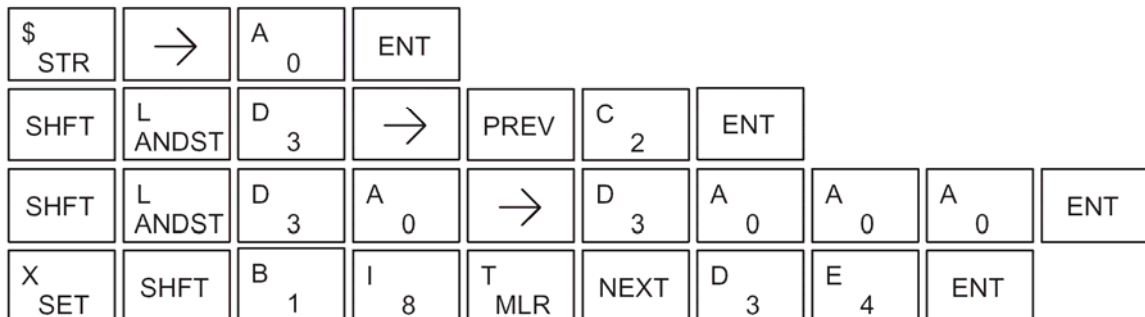 $ STR → A 0 ENT
SHFT L ANDST D 3 → PREV C 2 ENT
SHFT L ANDST D 3 A 0 → D 3 A 0 A 0 A 0 ENT
X SET SHFT B 1 I 8 T MLR NEXT D 3 E 4 ENT